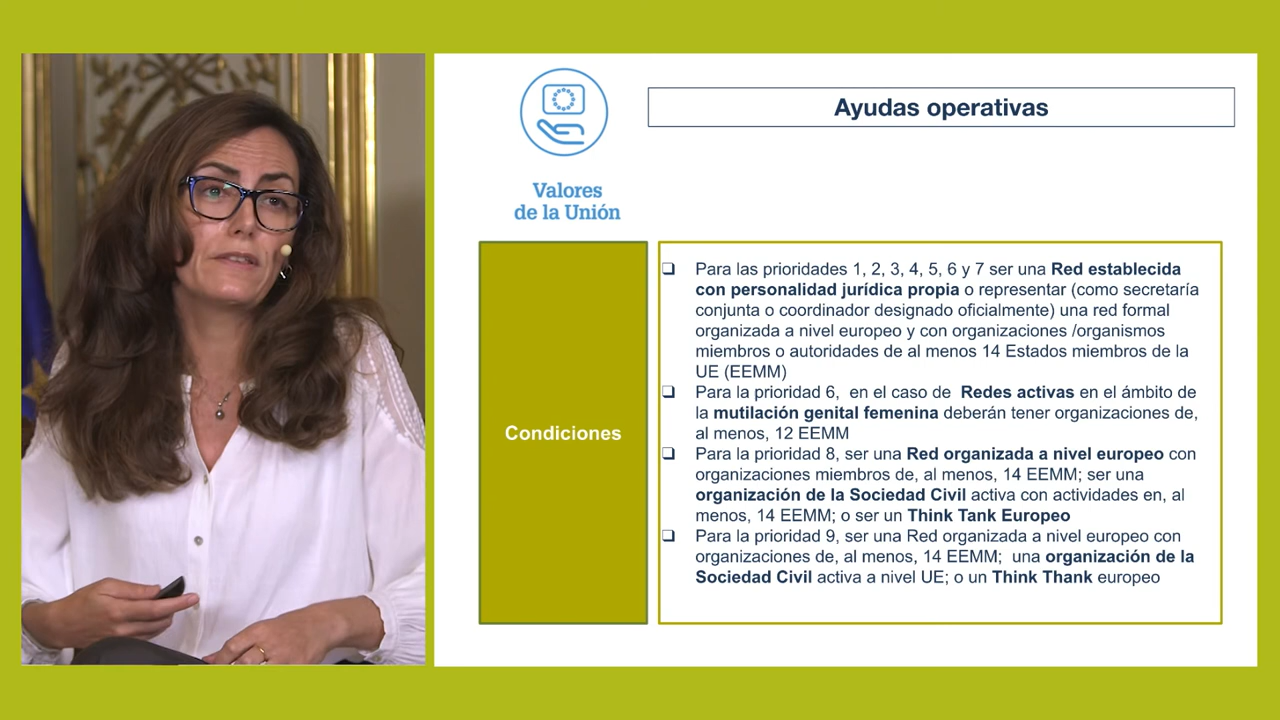 Ayudas operativas
Valores
de la Unión
Condiciones
❑ Para las prioridades 1, 2, 3, 4, 5, 6 y 7 ser una Red establecida
con personalidad jurídica propia o representar (como secretaría
conjunta o coordinador designado oficialmente) una red formal
organizada a nivel europeo y con organizaciones /organismos
miembros o autoridades de al menos 14 Estados miembros de la
UE (EEMM)
❑ Para la prioridad 6, en el caso de Redes activas en el ámbito de
la mutilación genital femenina deberán tener organizaciones de,
al menos, 12 EEMM
❑ Para la prioridad 8, ser una Red organizada a nivel europeo con
organizaciones miembros de, al menos, 14 EEMM; ser una
organización de la Sociedad Civil activa con actividades en, al
menos, 14 EEMM; o ser un Think Tank Europeo
❑ Para la prioridad 9, ser una Red organizada a nivel europeo con
organizaciones de, al menos, 14 EEMM; una organización de la
Sociedad Civil activa a nivel UE; o un Think Thank europeo